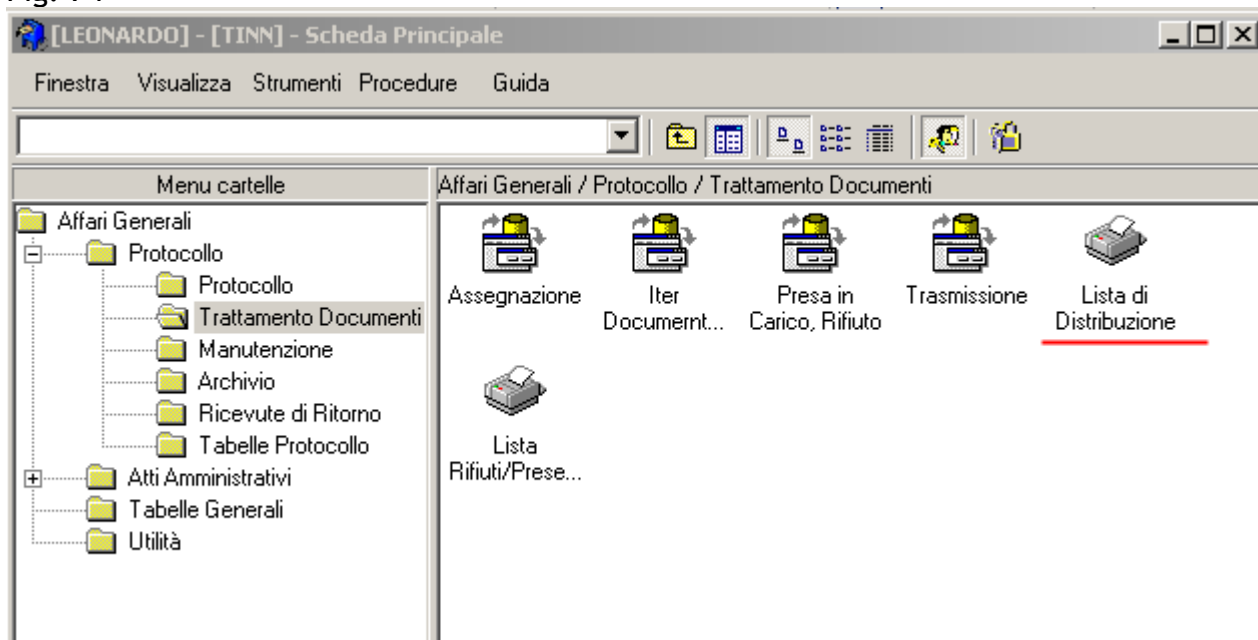 [LEONARDO] - [TINN] - Scheda Principale
Finestra Visualizza Strumenti Procedure Guida
Menu cartelle
Affari Generali / Protocollo / Trattamento Documenti
Affari Generali
Protocollo
Protocollo
Trattamento Documenti
Manutenzione
Archivio
Ricevute di Ritorno
Tabelle Protocollo
Atti Amministrativi
Tabelle Generali
Utilità
Assegnazione
Iter
Documernt...
Presa in
Carico, Rifiuto
Trasmissione
Lista di
Distribuzione
Lista
Rifiuti/Prese...